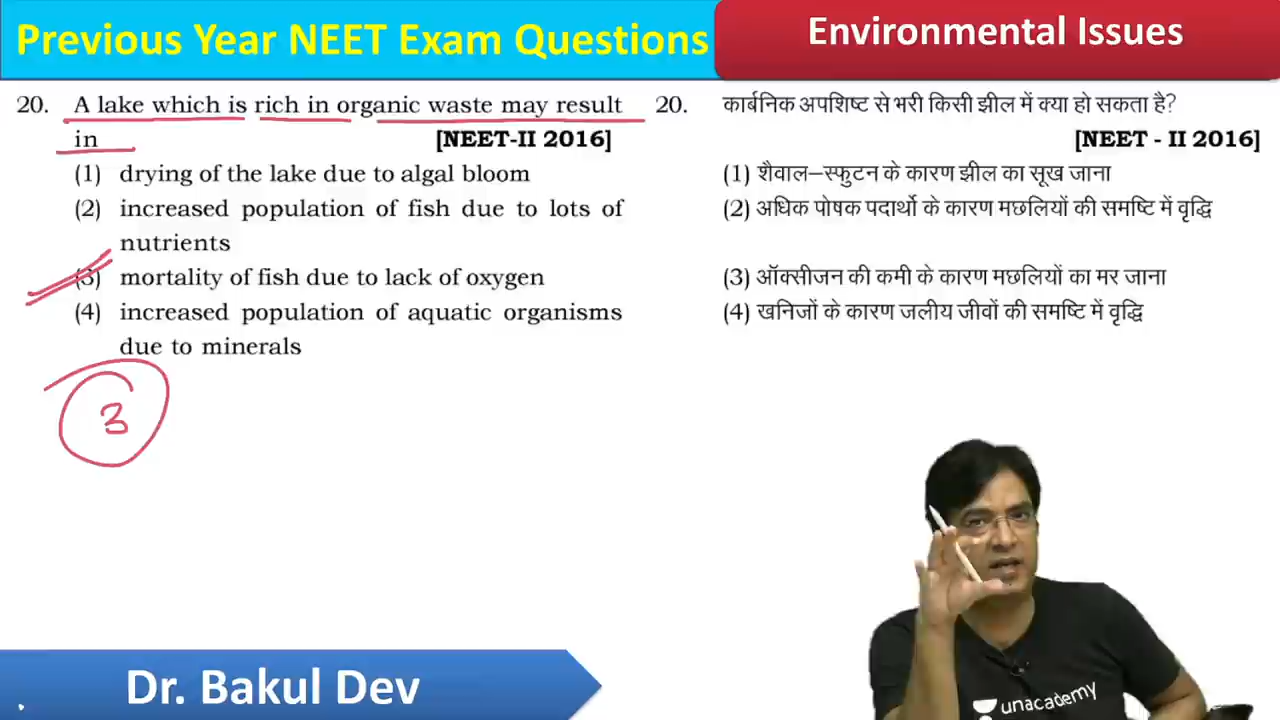 Previous Year NEET Exam Questions
Environmental Issues
20. A lake which is rich in organic waste may result
in [NEET-II 2016]
(1) drying of the lake due to algal bloom
(2) increased population of fish due to lots of
nutrients
(3) mortality of fish due to lack of oxygen
(4) increased population of aquatic organisms
due to minerals
3
20. कार्बनिक अपशिष्ट से भरी किसी झील में क्या हो सकता है?
[NEET - II 2016]
(1) शैवाल–स्फुटन के कारण झील का सूख जाना
(2) अधिक पोषक पदार्थो के कारण मछलियों की समष्टि में वृद्धि
(3) ऑक्सीजन की कमी के कारण मछलियों का मर जाना
(4) खनिजों के कारण जलीय जीवों की समष्टि में वृद्धि
Dr. Bakul Dev
unacademy